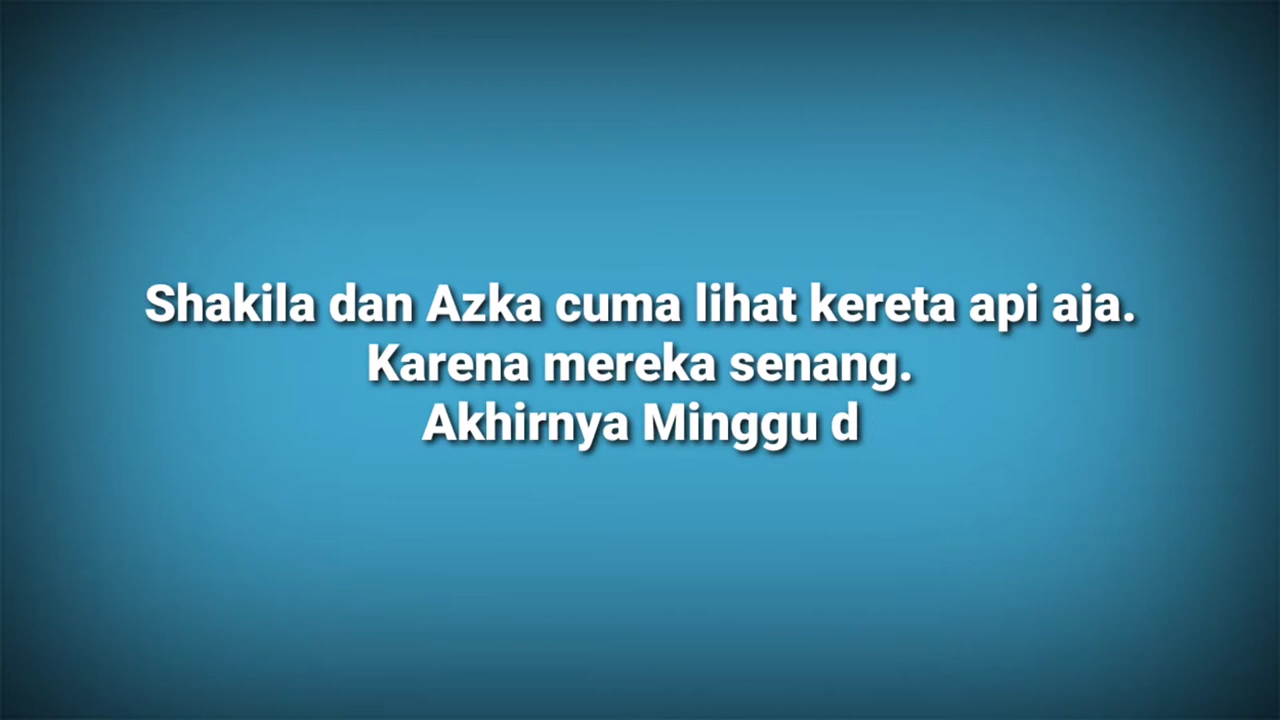 Shakila dan Azka cuma lihat kereta api aja.
Karena mereka senang.
Akhirnya Minggu d